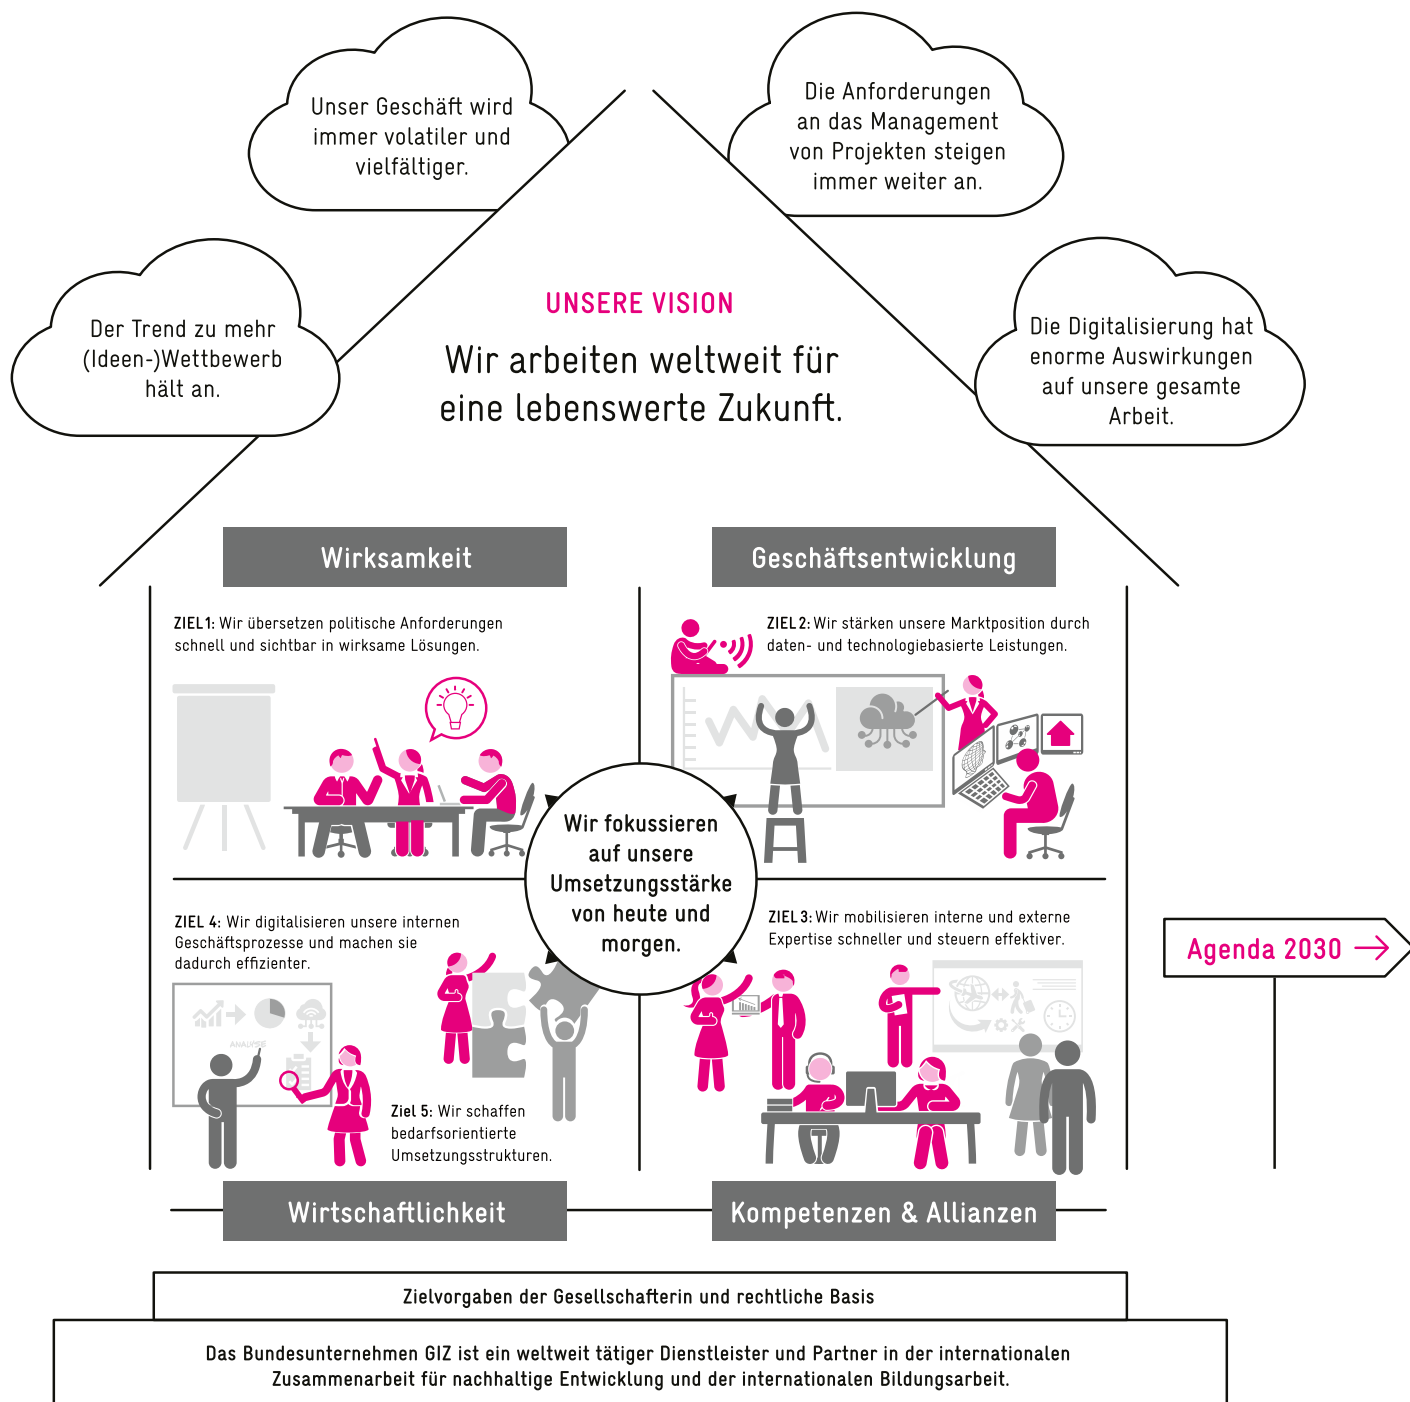 Unser Geschäft wird
immer volatiler und
vielfältiger.
Die Anforderungen
an das Management
von Projekten steigen
immer weiter an.
Der Trend zu mehr
(Ideen-)Wettbewerb
hält an.
Die Digitalisierung hat
enorme Auswirkungen
auf unsere gesamte
Arbeit.
UNSERE VISION
Wir arbeiten weltweit für
eine lebenswerte Zukunft.
Wirksamkeit
Geschäftsentwicklung
ZIEL 1: Wir übersetzen politische Anforderungen
schnell und sichtbar in wirksame Lösungen.
ZIEL 2: Wir stärken unsere Marktposition durch
daten- und technologiebasierte Leistungen.
Wir fokussieren
auf unsere
Umsetzungsstärke
von heute und
morgen.
ZIEL 4: Wir digitalisieren unsere internen
Geschäftsprozesse und machen sie
dadurch effizienter.
ANALYSE
Ziel 5: Wir schaffen
bedarfsorientierte
Umsetzungsstrukturen.
ZIEL 3: Wir mobilisieren interne und externe
Expertise schneller und steuern effektiver.
Agenda 2030
Wirtschaftlichkeit
Kompetenzen & Allianzen
Zielvorgaben der Gesellschafterin und rechtliche Basis
Das Bundesunternehmen GIZ ist ein weltweit tätiger Dienstleister und Partner in der internationalen
Zusammenarbeit für nachhaltige Entwicklung und der internationalen Bildungsarbeit.